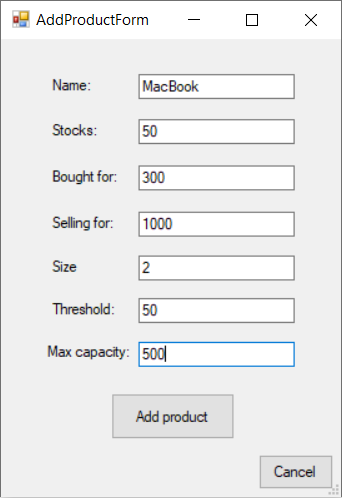 AddProductForm
Name: MacBook
Stocks: 50
Bought for: 300
Selling for: 1000
Size 2
Threshold: 50
Max capacity: 500
Add product
Cancel